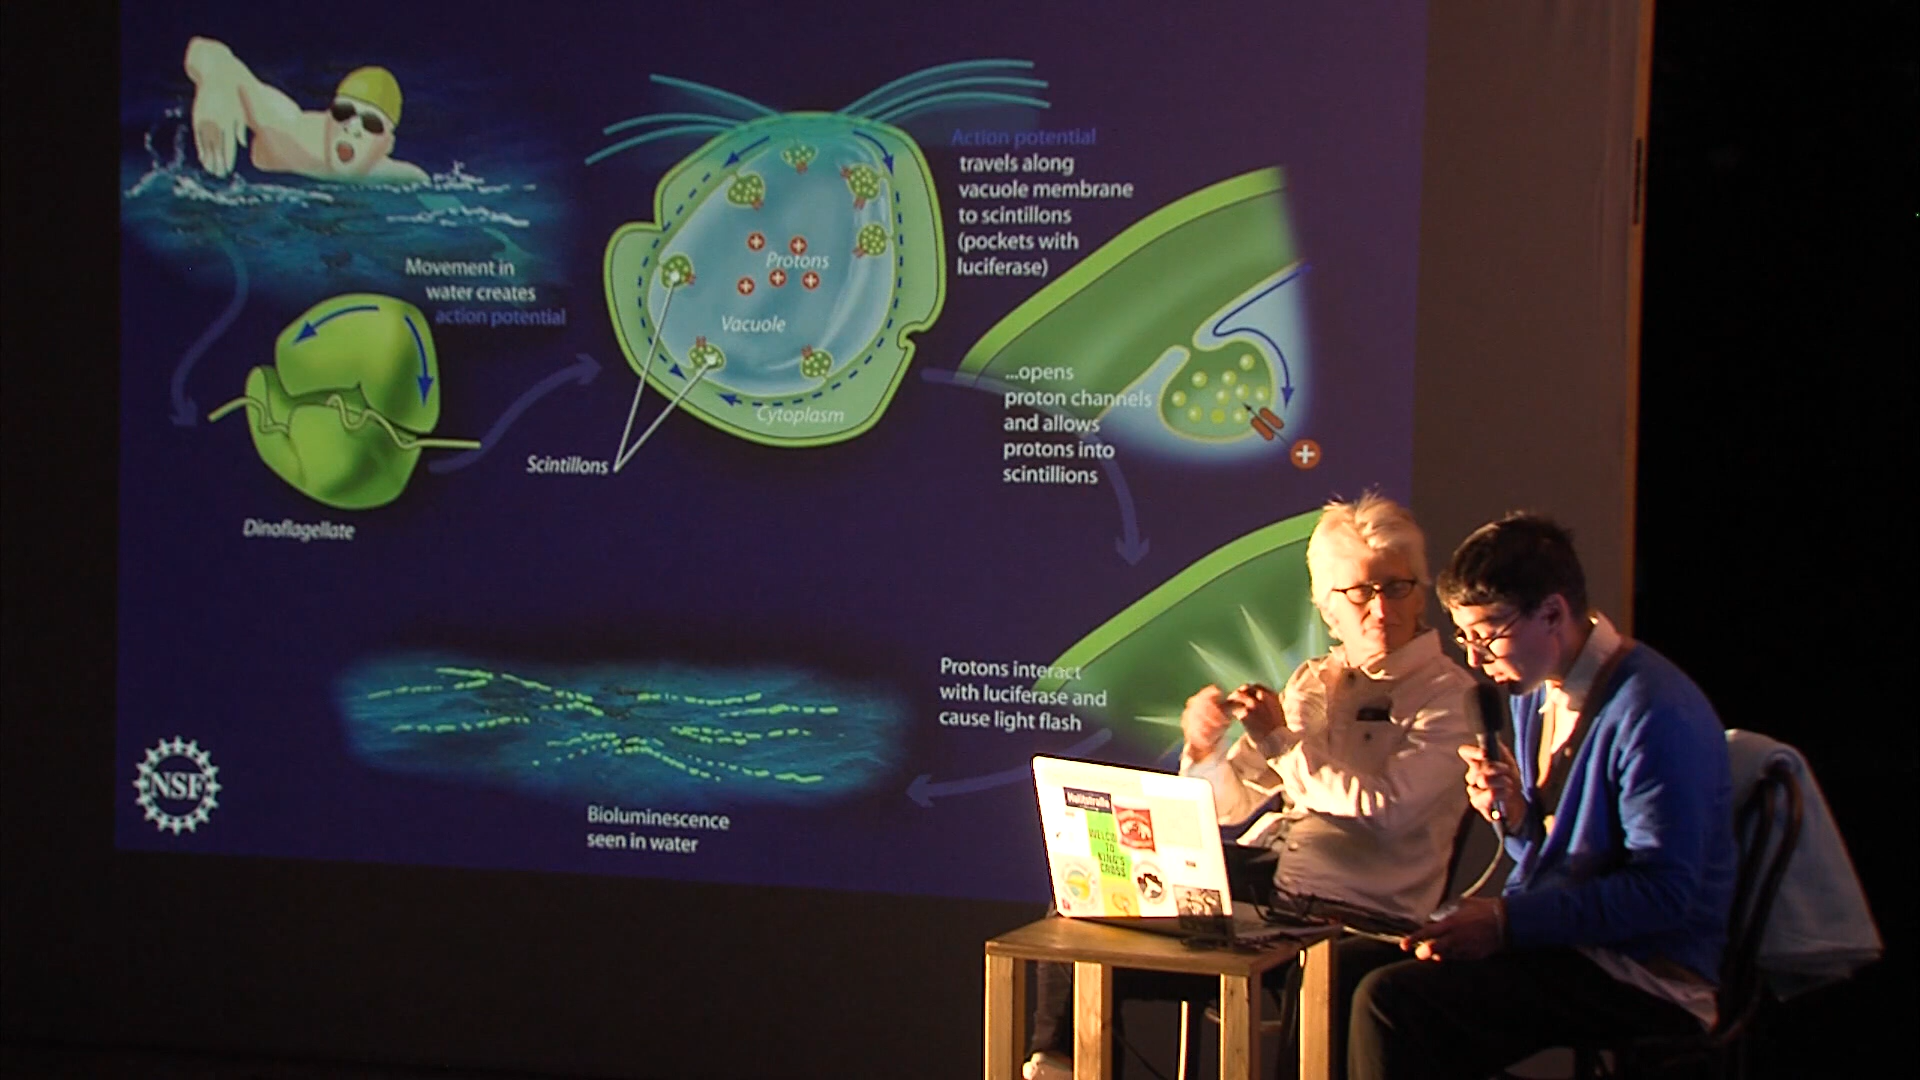 Movement in
water creates
action potential
Dinoflagellate
Scintillons
Protons
Vacuole
Cytoplasm
Action potential
travels along
vacuole membrane
to scintillons
(pockets with
luciferase)
...opens
proton channels
and allows
protons into
scintillions
Protons interact
with luciferase and
cause light flash
Bioluminescence
seen in water
NSF
WELCO
TO
KING'S
CROSS